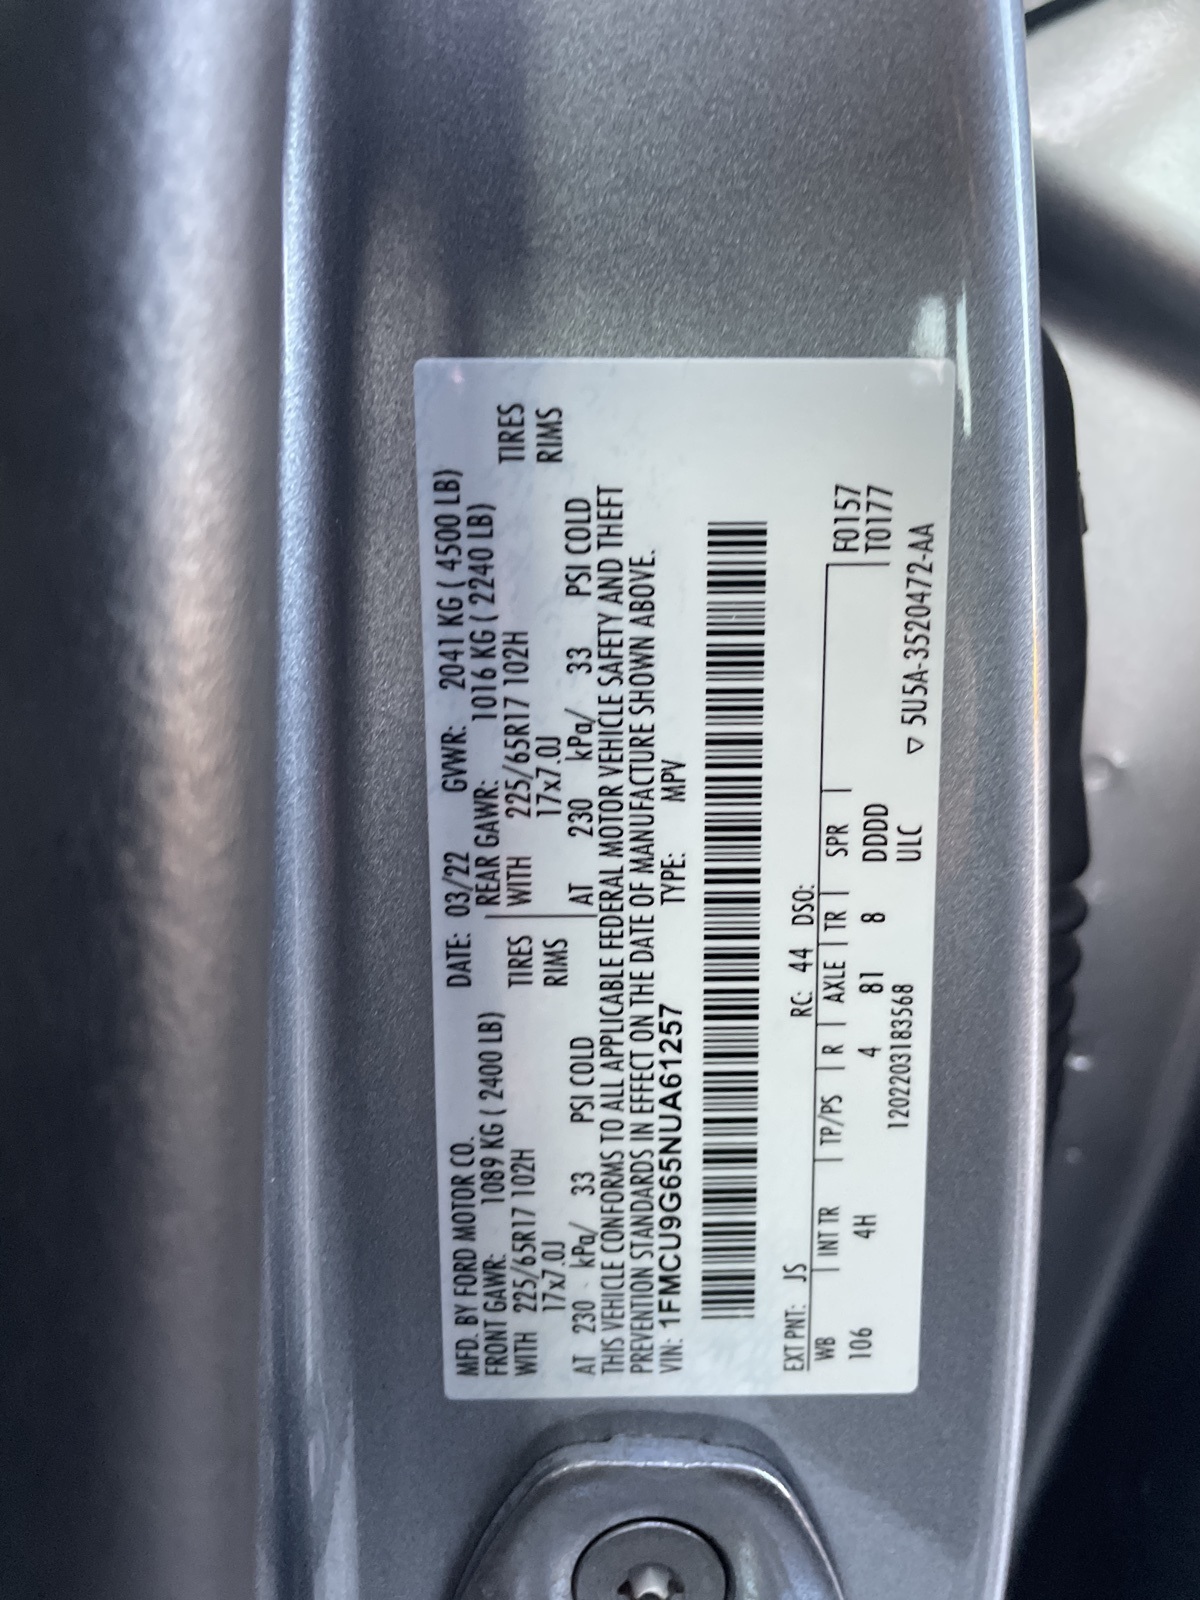 MFD. BY FORD MOTOR CO. DATE: 03/22 GVWR: 2041 KG ( 4500 LB)
FRONT GAWR: 1089 KG ( 2400 LB) REAR GAWR: 1016 KG ( 2240 LB)
WITH 225/65R17 102H TIRES WITH 225/65R17 102H TIRES
17x7.0J RIMS 17x7.0J RIMS
AT 230 kPa/ 33 PSI COLD AT 230 kPa/ 33 PSI COLD
THIS VEHICLE CONFORMS TO ALL APPLICABLE FEDERAL MOTOR VEHICLE SAFETY AND THEFT
PREVENTION STANDARDS IN EFFECT ON THE DATE OF MANUFACTURE SHOWN ABOVE.
VIN: 1FMCU9G65NUA61257 TYPE: MPV
EXT PNT: JS RC: 44 DSO:
WB INT TR TP/PS R AXLE TR SPR F0157
106 4H 4 81 8 DDDD T0177
120220318З568 ULC ▽ 5U5A-3520472-AA